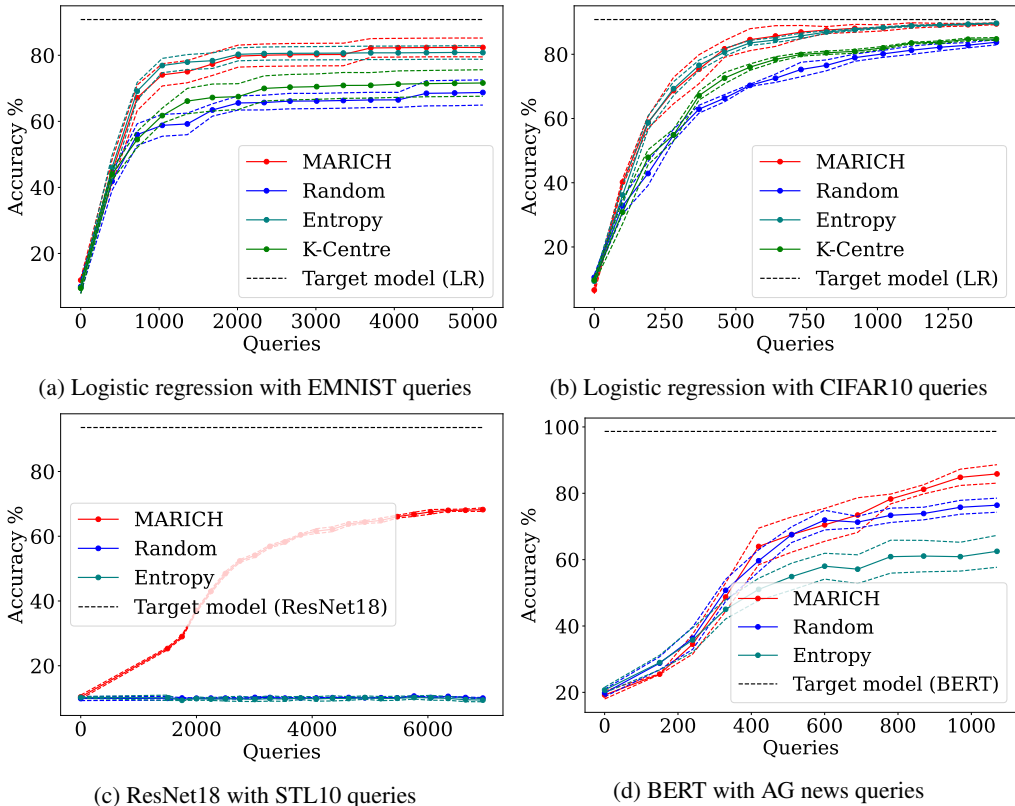 Accuracy %
80
60
40
20
0 1000 2000 3000 4000 5000
Queries
MARICH
Random
Entropy
K-Centre
Target model (LR)
(a) Logistic regression with EMNIST queries
Accuracy %
80
60
40
20
0 250 500 750 1000 1250
Queries
MARICH
Random
Entropy
K-Centre
Target model (LR)
(b) Logistic regression with CIFAR10 queries
Accuracy %
80
60
40
20
0 2000 4000 6000
Queries
MARICH
Random
Entropy
Target model (ResNet18)
(c) ResNet18 with STL10 queries
Accuracy %
100
80
60
40
20
0 200 400 600 800 1000
Queries
MARICH
Random
Entropy
Target model (BERT)
(d) BERT with AG news queries